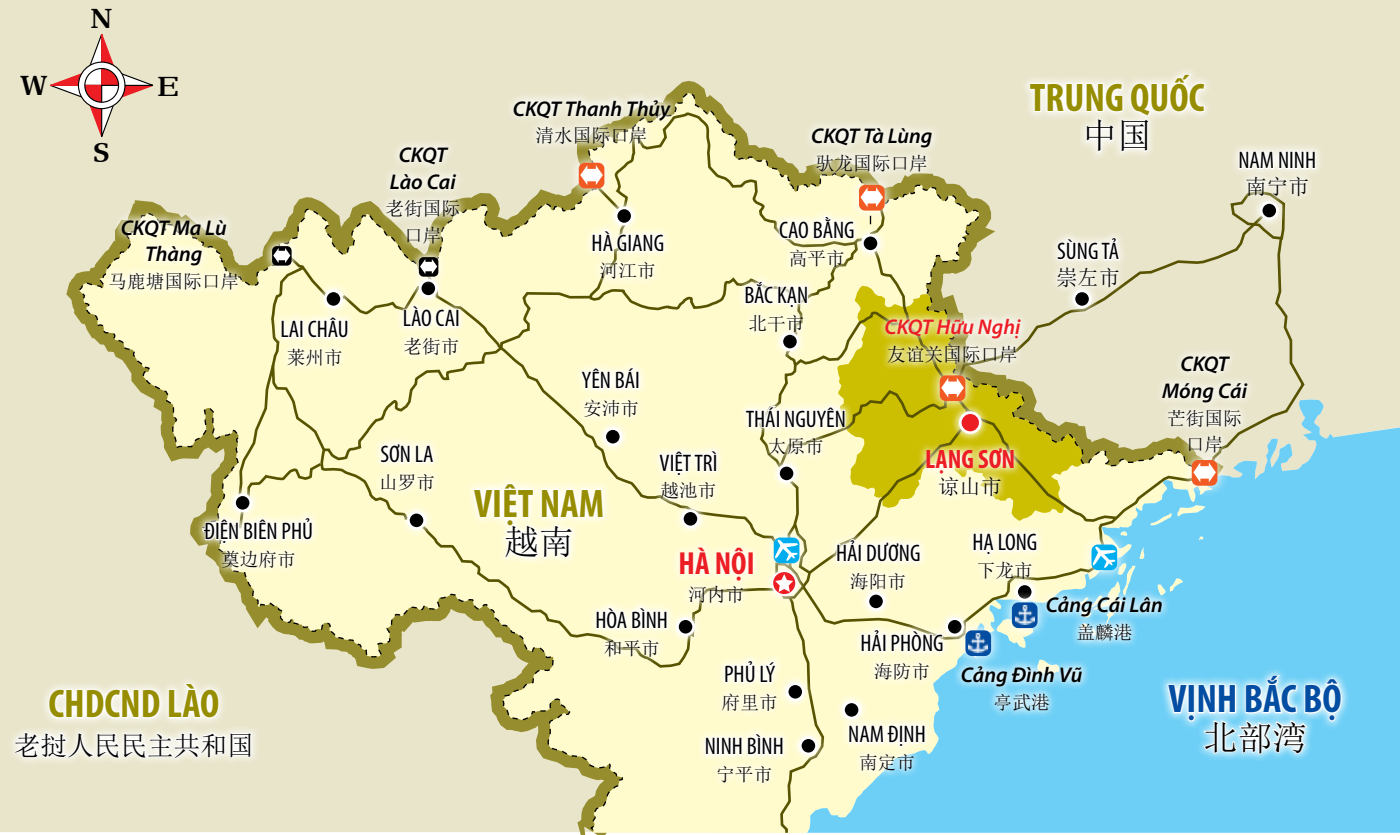 N
W
E
S
CKQT Thanh Thủy
清水国际口岸
CKQT Tà Lùng
驮龙国际口岸
TRUNG QUỐC
中国
CKQT
Lào Cai
老街国际
口岸
NAM NINH
南宁市
CKQT Ma Lù
Thàng
马鹿塘国际口岸
HÀ GIANG
河江市
CAO BẰNG
高平市
SÙNG TẢ
崇左市
LAI CHÂU
莱州市
LÀO CAI
老街市
BẮC KẠN
北干市
CKQT Hữu Nghị
友谊关国际口岸
CKQT
Móng Cái
芒街国际
口岸
YÊN BÁI
安沛市
THÁI NGUYÊN
太原市
SƠN LA
山罗市
VIỆT TRÌ
越池市
LẠNG SƠN
谅山市
VIỆT NAM
越南
ĐIỆN BIÊN PHỦ
奠边府市
HÀ NỘI
河内市
HẢI DƯƠNG
海阳市
HẠ LONG
下龙市
Cảng Cái Lân
盖麟港
HÒA BÌNH
和平市
HẢI PHÒNG
海防市
Cảng Đình Vũ
亭武港
PHỦ LÝ
府里市
CHDCND LÀO
老挝人民民主共和国
VỊNH BẮC BỘ
北部湾
NINH BÌNH
宁平市
NAM ĐỊNH
南定市